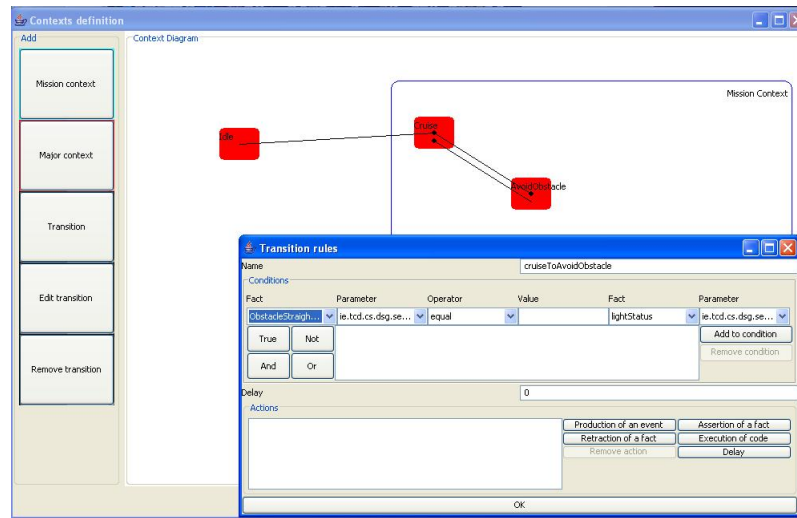 Contexts definition
Add
Context Diagram
Mission context
Mission Context
Cruise
Idle
Major context
AvoidObstacle
Transition
Transition rules
Name cruiseToAvoidObstacle
Conditions
Fact Parameter Operator Value Fact Parameter
ObstacleStraigh... ie.tcd.cs.dsg.se... equal lightStatus ie.tcd.cs.dsg.se...
Edit transition
True Not Add to condition
Remove condition
And Or
Remove transition
Delay 0
Actions
Production of an event Assertion of a fact
Retraction of a fact Execution of code
Remove action Delay
OK